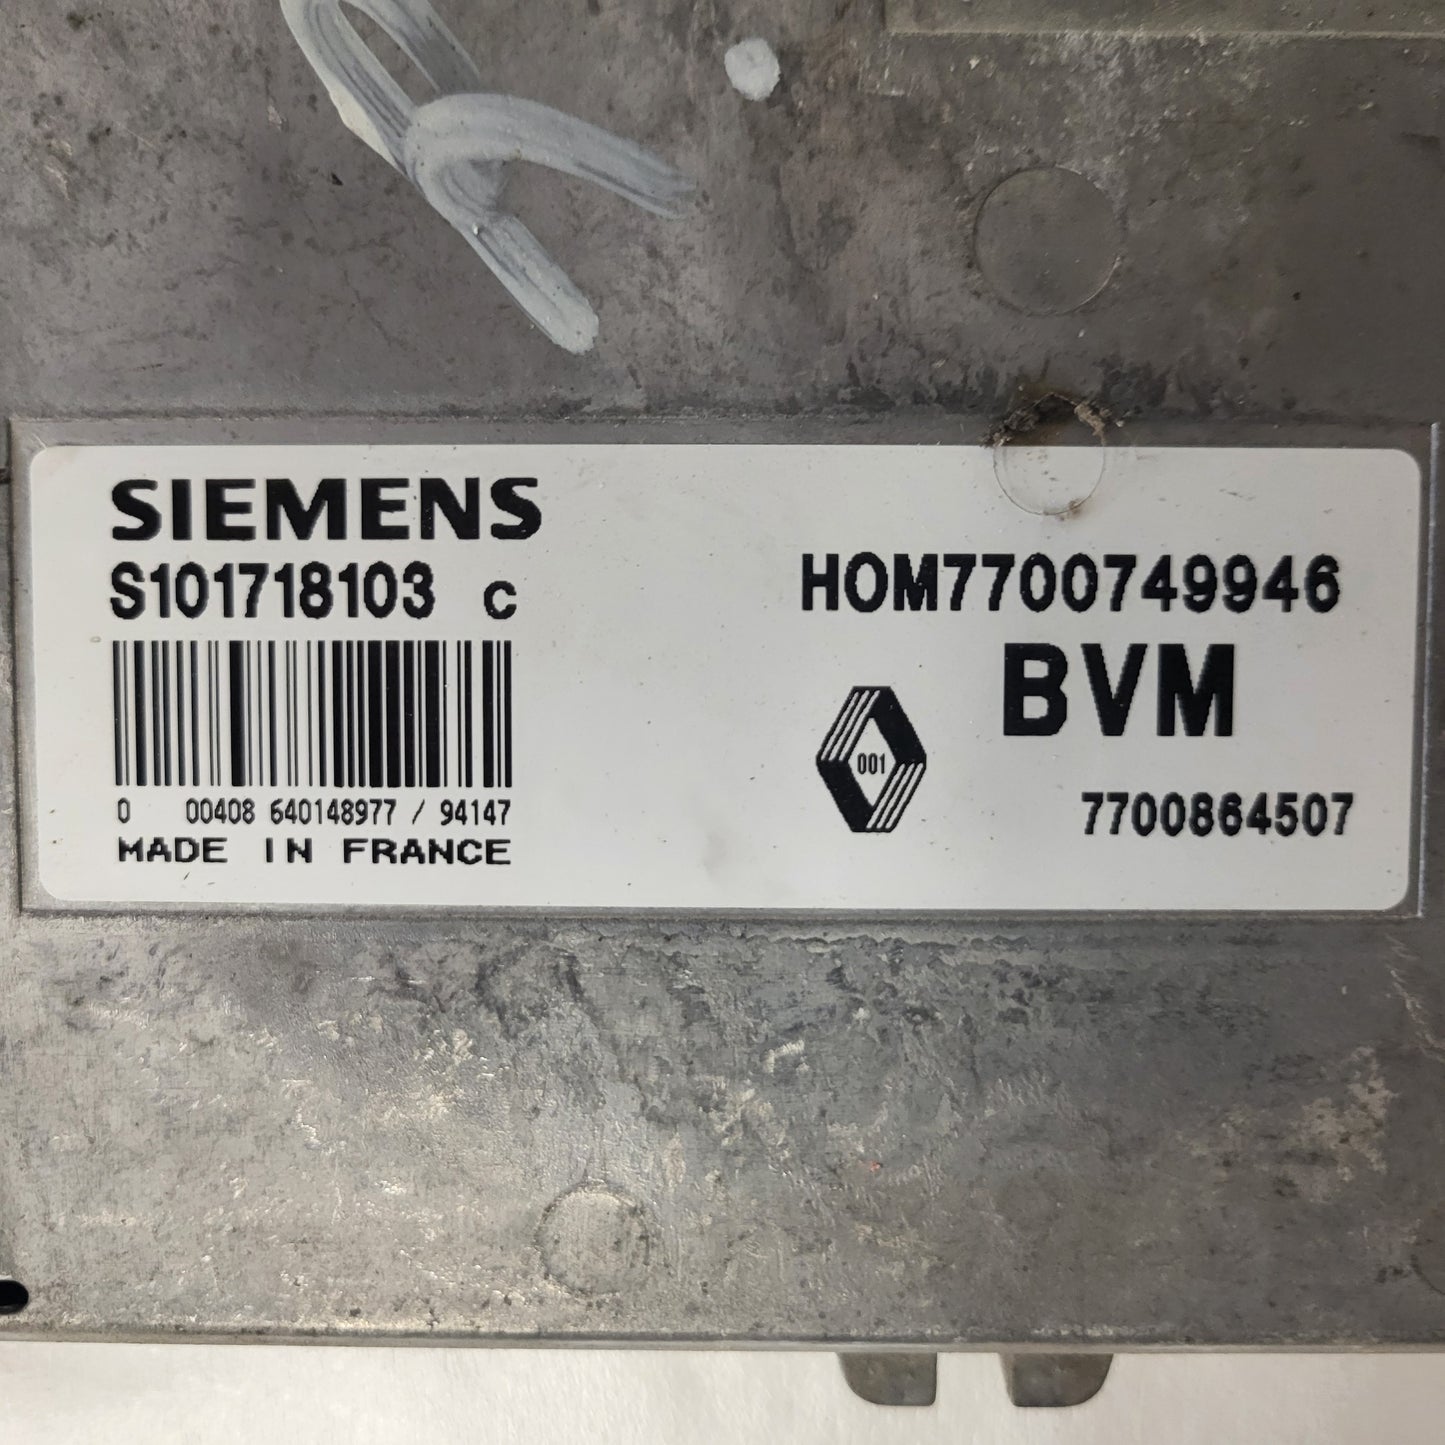 SIEMENS
S101718103 C
0 00408 640148977 / 94147
MADE IN FRANCE
HOM7700749946
BVM
001
7700864507